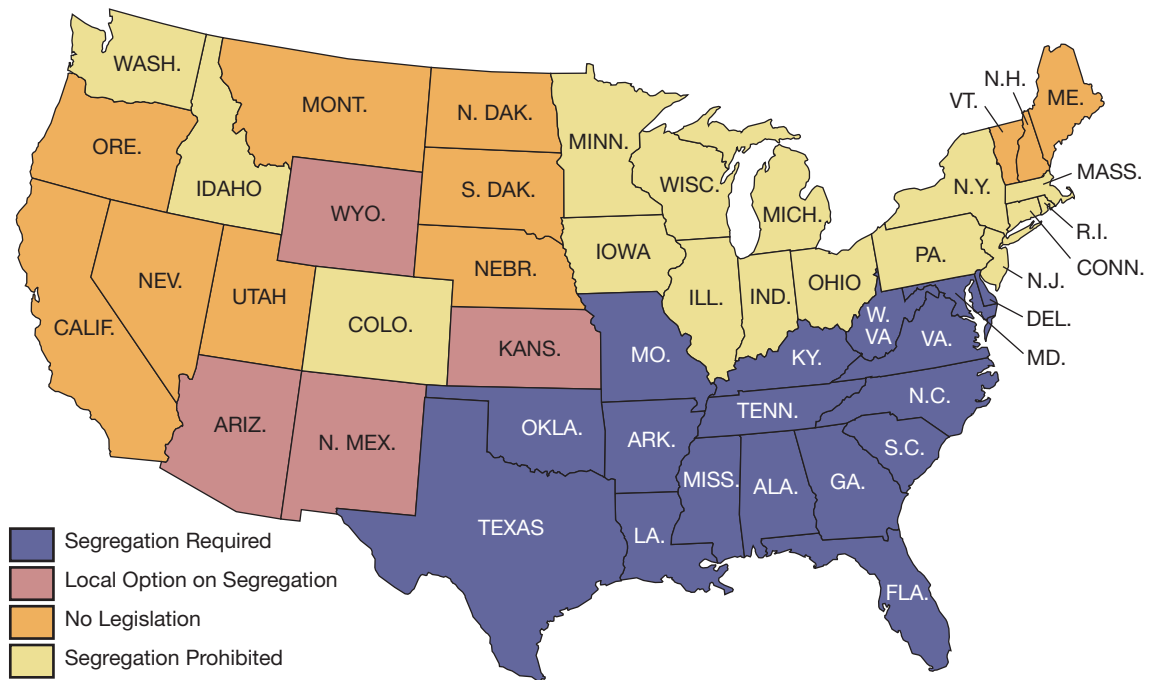 WASH.
MONT.
N. DAK.
MINN.
VT.
N.H.
ME.
ORE.
IDAHO
WYO.
S. DAK.
WISC.
MICH.
N.Y.
MASS.
R.I.
CONN.
N.J.
NEV.
UTAH
CALIF.
COLO.
NEBR.
IOWA
ILL.
IND.
OHIO
PA.
DEL.
MD.
KANS.
MO.
KY.
W.
VA
VA.
ARIZ.
N. MEX.
OKLA.
ARK.
TENN.
N.C.
S.C.
TEXAS
LA.
MISS.
ALA.
GA.
FLA.
Segregation Required
Local Option on Segregation
No Legislation
Segregation Prohibited